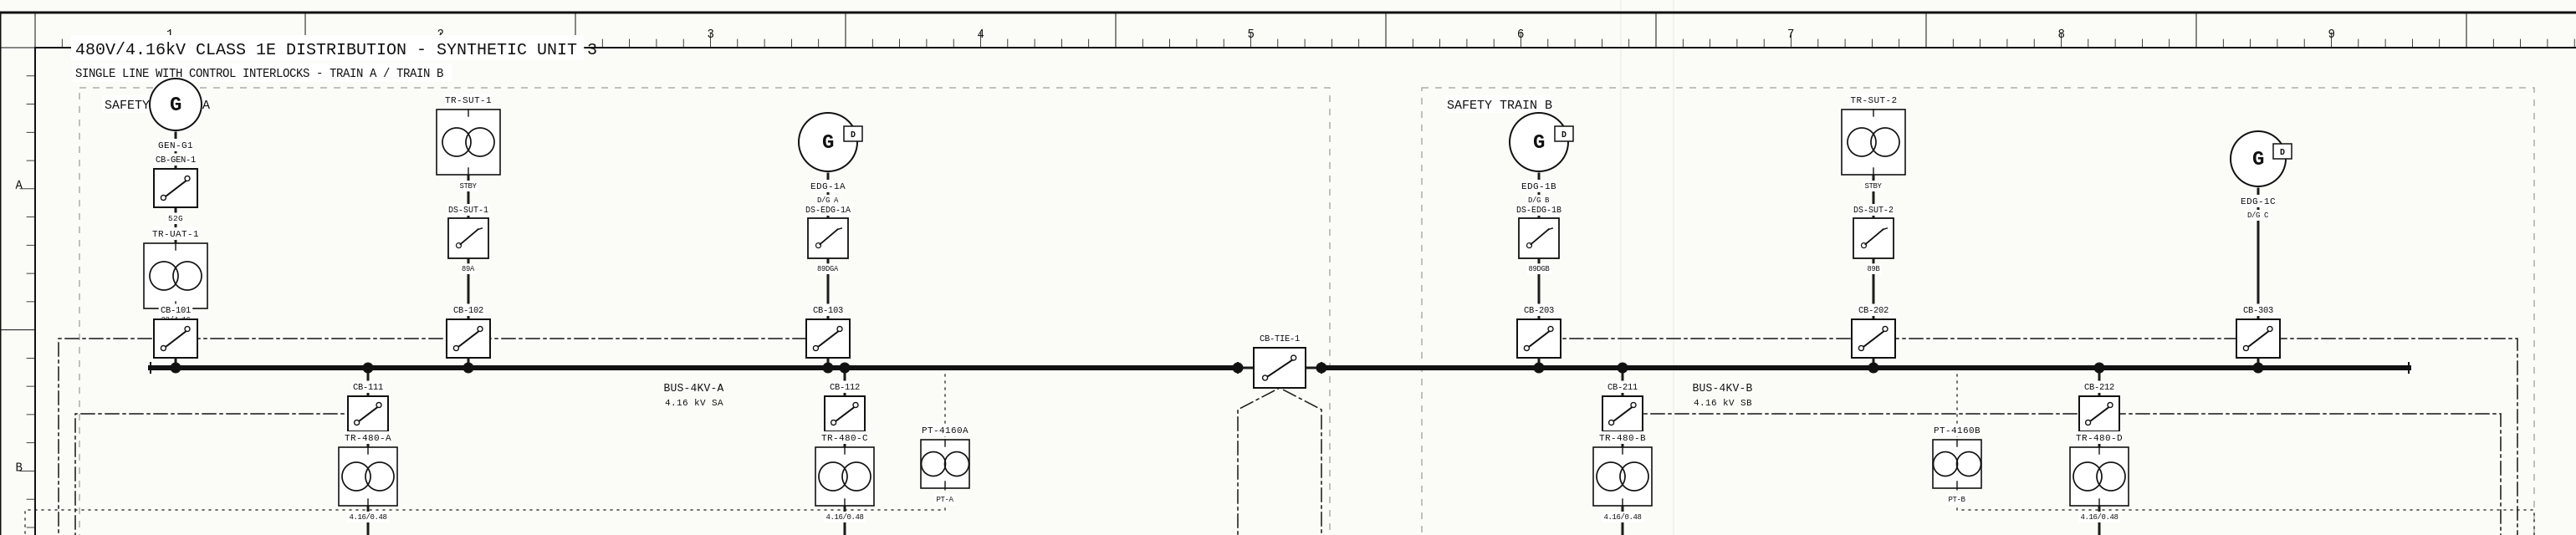 1 2 3 4 5 6 7 8 9
480V/4.16kV CLASS 1E DISTRIBUTION - SYNTHETIC UNIT 3
SINGLE LINE WITH CONTROL INTERLOCKS - TRAIN A / TRAIN B
SAFETY A
SAFETY TRAIN B
G
GEN-G1
CB-GEN-1
52G
TR-UAT-1
CB-101
TR-SUT-1
STBY
DS-SUT-1
89A
CB-102
G
D
EDG-1A
D/G A
DS-EDG-1A
89DGA
CB-103
CB-TIE-1
G
D
EDG-1B
D/G B
DS-EDG-1B
89DGB
CB-203
TR-SUT-2
STBY
DS-SUT-2
89B
CB-202
G
D
EDG-1C
D/G C
CB-303
A
B
CB-111
TR-480-A
4.16/0.48
BUS-4KV-A
4.16 kV SA
CB-112
TR-480-C
4.16/0.48
PT-4160A
PT-A
CB-211
TR-480-B
4.16/0.48
BUS-4KV-B
4.16 kV SB
PT-4160B
PT-B
CB-212
TR-480-D
4.16/0.48